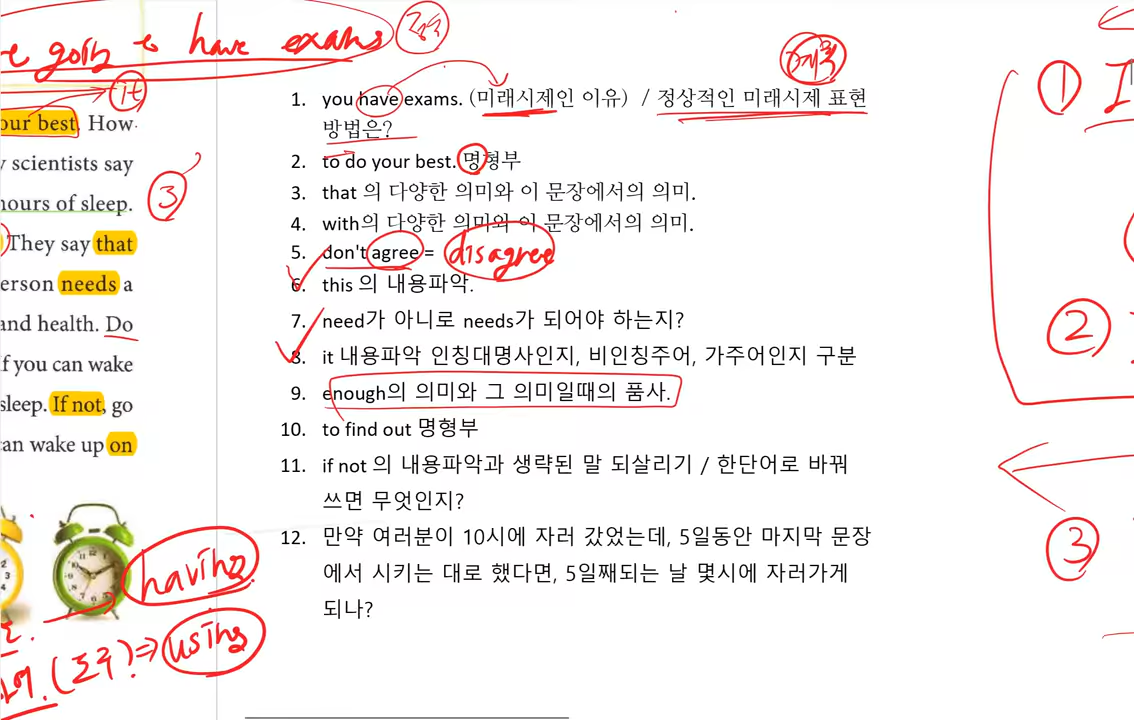 e going to have exams
계획
it
our best. How
y scientists say
hours of sleep.
③
They say that
erson needs a
and health. Do
f you can wake
sleep. If not, go
can wake up on
1. you have exams. (미래시제인 이유) / 정상적인 미래시제 표현
방법은?
2. to do your best. 명형부
3. that 의 다양한 의미와 이 문장에서의 의미.
4. with의 다양한 의미와 이 문장에서의 의미.
5. don't agree = disagree
6. this 의 내용파악.
7. need가 아니로 needs가 되어야 하는지?
8. it 내용파악 인칭대명사인지, 비인칭주어, 가주어인지 구분
9. enough의 의미와 그 의미일때의 품사.
10. to find out 명형부
11. if not 의 내용파악과 생략된 말 되살리기 / 한단어로 바꿔
쓰면 무엇인지?
12. 만약 여러분이 10시에 자러 갔었는데, 5일동안 마지막 문장
에서 시키는 대로 했다면, 5일째되는 날 몇시에 자러가게
되나?
having
(도구?) ⇒ using
①
②
③